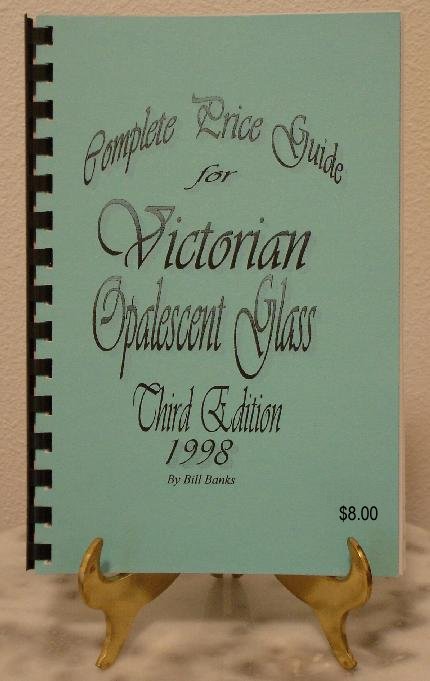 Complete Price Guide
for
Victorian
Opalescent Glass
Third Edition
1998
By Bill Banks
$8.00